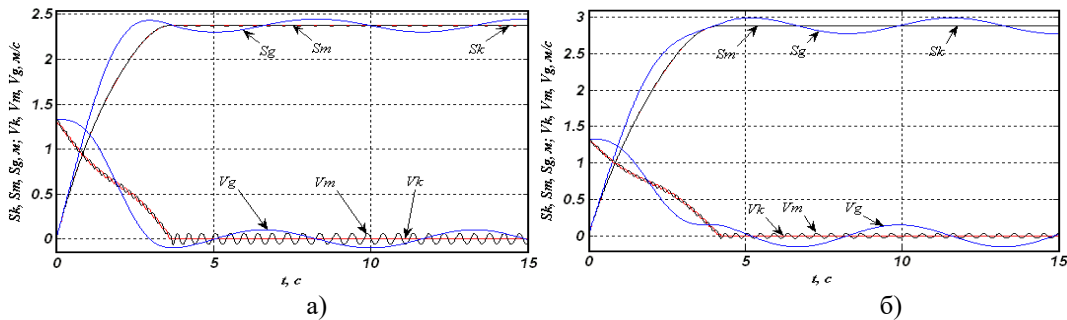 Sk, Sm, Sg, м; Vk, Vm, Vg, м/с
2.5
2
1.5
1
0.5
0
Sg
Sm
Sk
Vg
Vm
Vk
0
5
10
15
t, c
а)
Sk, Sm, Sg, м; Vk, Vm, Vg, м/с
3
2.5
2
1.5
1
0.5
0
Sm
Sg
Sk
Vk
Vm
Vg
0
5
10
15
t, c
б)